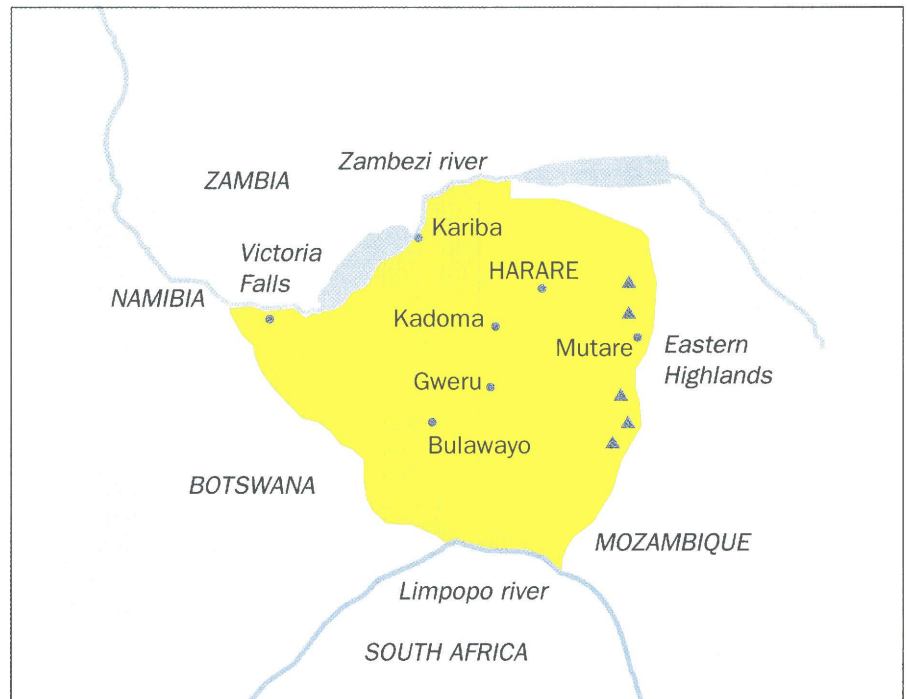 Zambezi river
ZAMBIA
Kariba
Victoria
Falls
HARARE
NAMIBIA
Kadoma
Mutare
Eastern
Highlands
Gweru
Bulawayo
BOTSWANA
MOZAMBIQUE
Limpopo river
SOUTH AFRICA